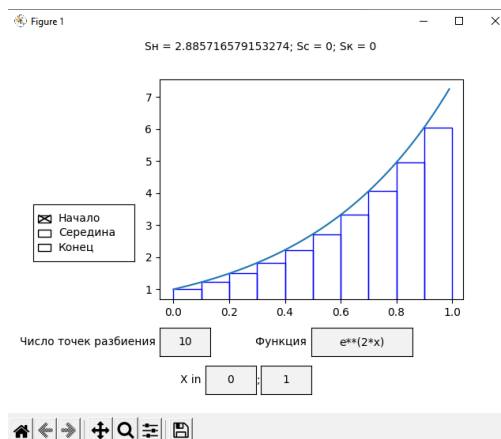 Figure 1
Sн = 2.885716579153274; Sс = 0; Sк = 0
7
6
5
4
3
2
1
0.0 0.2 0.4 0.6 0.8 1.0
Начало
Середина
Конец
Число точек разбиения 10 Функция e**(2*x)
X in 0 ; 1